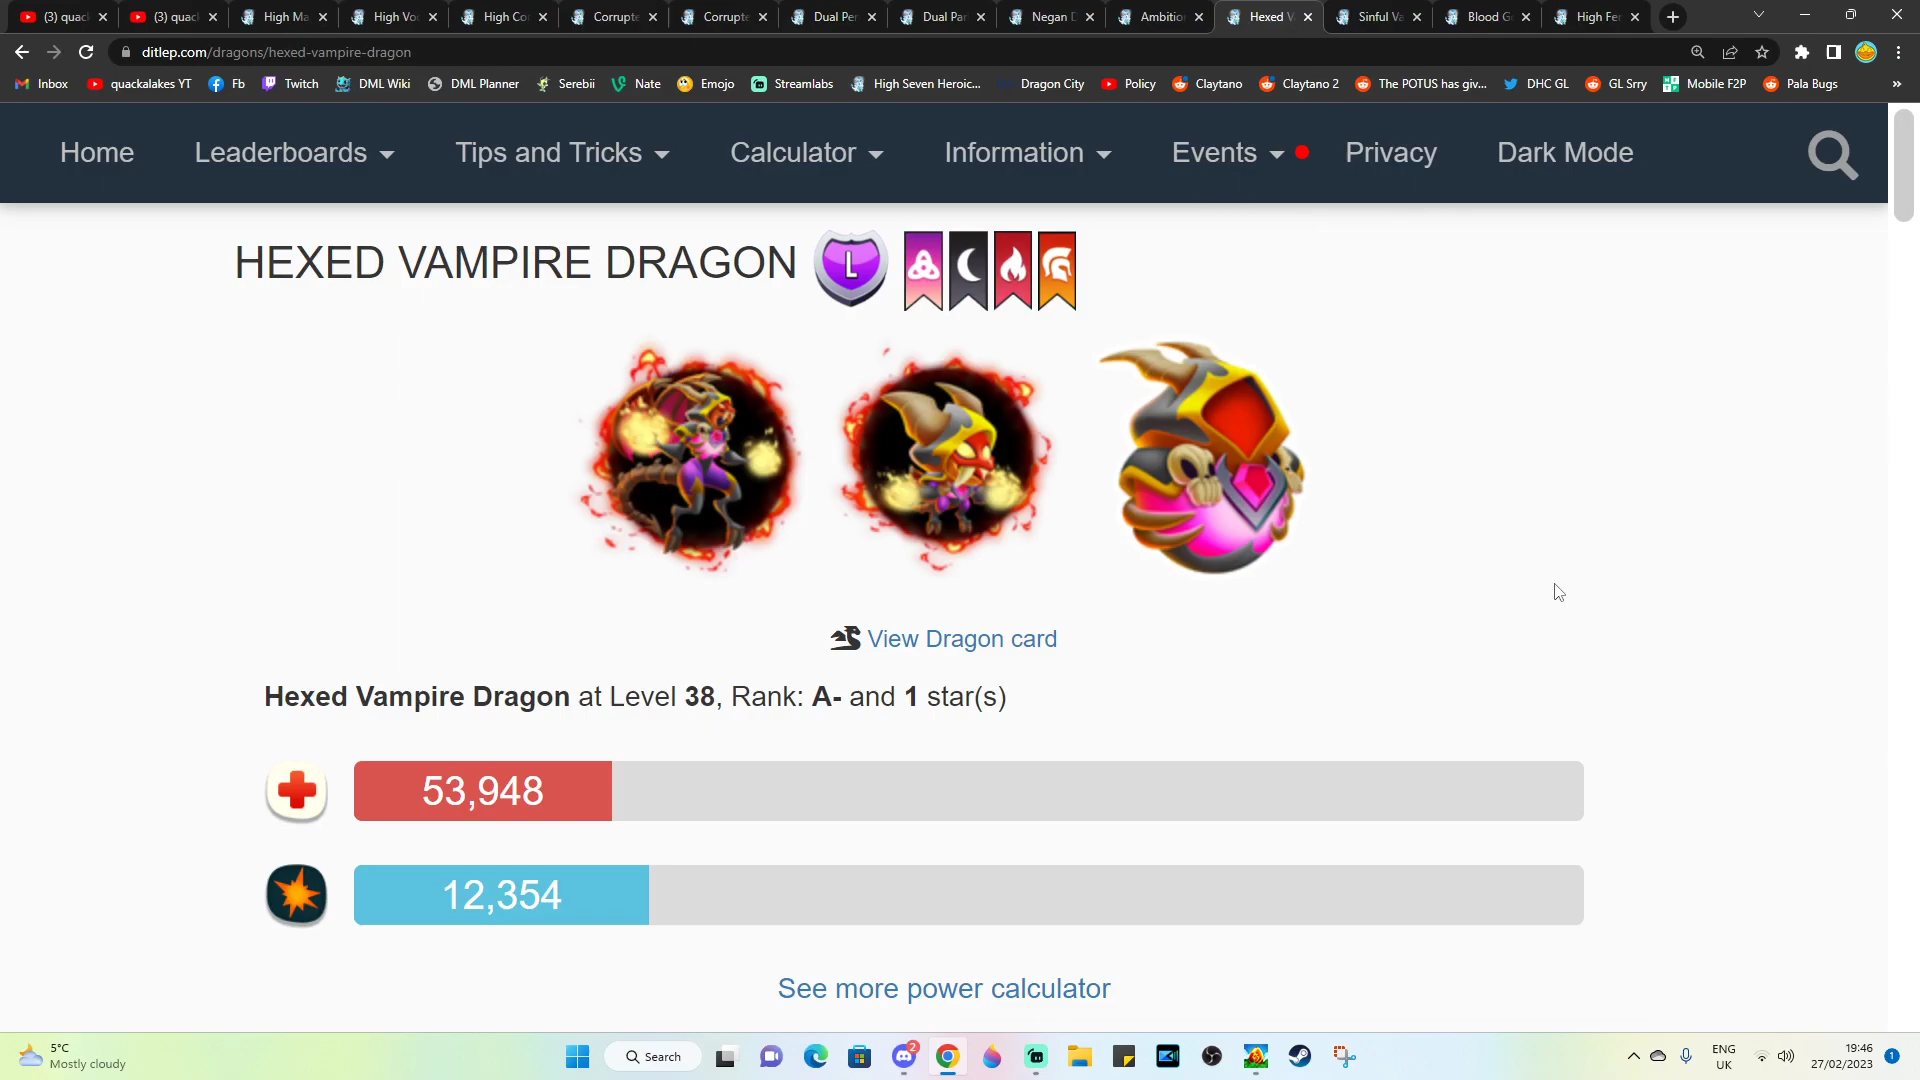 (3) quac
(3) quac
High Ma
High Vo
High Co
Corrupte
Corrupte
Dual Per
Dual Par
Negan D
Ambitio
Hexed V
Sinful Va
Blood G
High Fer
ditlep.com/dragons/hexed-vampire-dragon
Inbox
quackalakes YT
Fb
Twitch
DML Wiki
DML Planner
Serebii
Nate
Emojo
Streamlabs
High Seven Heroic...
Dragon City
Policy
Claytano
Claytano 2
The POTUS has giv...
DHC GL
GL Srry
Mobile F2P
Pala Bugs
»
Home
Leaderboards
Tips and Tricks
Calculator
Information
Events
Privacy
Dark Mode
HEXED VAMPIRE DRAGON
L
View Dragon card
Hexed Vampire Dragon at Level 38, Rank: A- and 1 star(s)
53,948
12,354
See more power calculator
5°C
Mostly cloudy
Search
2
ENG
UK
19:46
27/02/2023
1